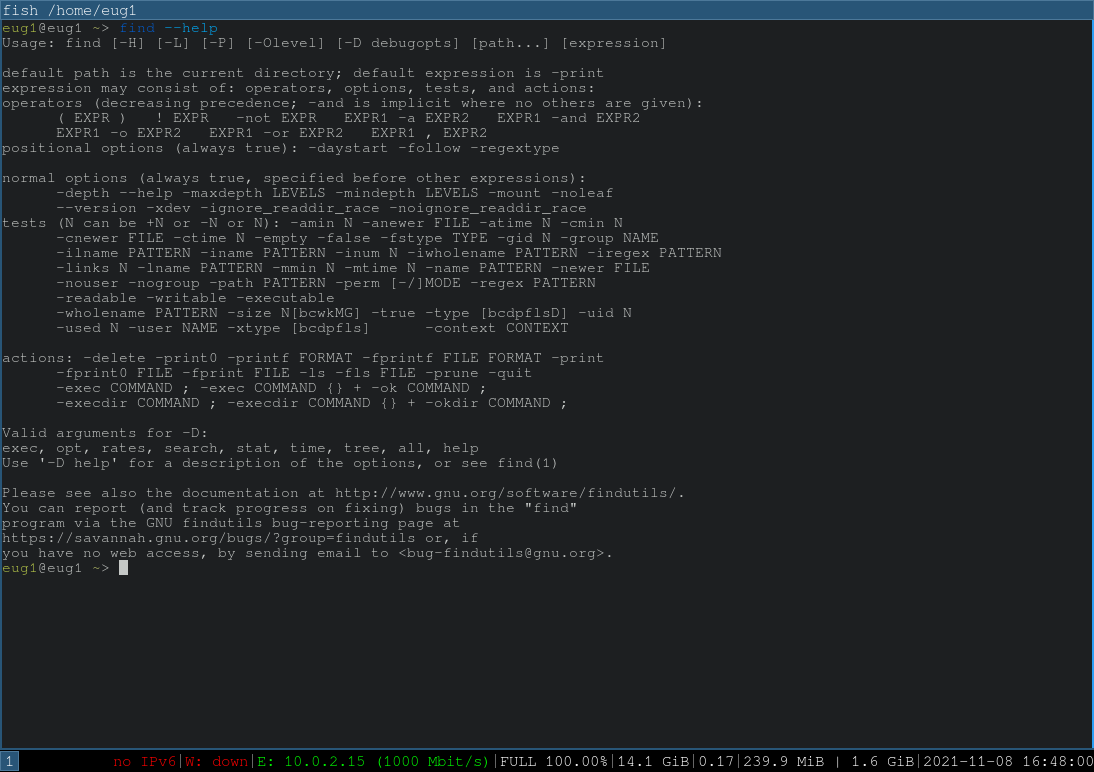 fish /home/eug1
eug1@eug1 ~> find --help
Usage: find [-H] [-L] [-P] [-Olevel] [-D debugopts] [path...] [expression]
default path is the current directory; default expression is -print
expression may consist of: operators, options, tests, and actions:
operators (decreasing precedence; -and is implicit where no others are given):
      ( EXPR )   ! EXPR   -not EXPR   EXPR1 -a EXPR2   EXPR1 -and EXPR2
      EXPR1 -o EXPR2   EXPR1 -or EXPR2   EXPR1 , EXPR2
positional options (always true): -daystart -follow -regextype
normal options (always true, specified before other expressions):
      -depth --help -maxdepth LEVELS -mindepth LEVELS -mount -noleaf
      --version -xdev -ignore_readdir_race -noignore_readdir_race
tests (N can be +N or -N or N): -amin N -anewer FILE -atime N -cmin N
      -cnewer FILE -ctime N -empty -false -fstype TYPE -gid N -group NAME
      -ilname PATTERN -iname PATTERN -inum N -iwholename PATTERN -iregex PATTERN
      -links N -lname PATTERN -mmin N -mtime N -name PATTERN -newer FILE
      -nouser -nogroup -path PATTERN -perm [-/]MODE -regex PATTERN
      -readable -writable -executable
      -wholename PATTERN -size N[bcwkMG] -true -type [bcdpflsD] -uid N
      -used N -user NAME -xtype [bcdpfls]      -context CONTEXT
actions: -delete -print0 -printf FORMAT -fprintf FILE FORMAT -print
      -fprint0 FILE -fprint FILE -ls -fls FILE -prune -quit
      -exec COMMAND ; -exec COMMAND {} + -ok COMMAND ;
      -execdir COMMAND ; -execdir COMMAND {} + -okdir COMMAND ;
Valid arguments for -D:
exec, opt, rates, search, stat, time, tree, all, help
Use '-D help' for a description of the options, or see find(1)
Please see also the documentation at http://www.gnu.org/software/findutils/.
You can report (and track progress on fixing) bugs in the "find"
program via the GNU findutils bug-reporting page at
https://savannah.gnu.org/bugs/?group=findutils or, if
you have no web access, by sending email to <bug-findutils@gnu.org>.
eug1@eug1 ~>
1 no IPv6|W: down|E: 10.0.2.15 (1000 Mbit/s)|FULL 100.00%|14.1 GiB|0.17|239.9 MiB | 1.6 GiB|2021-11-08 16:48:00